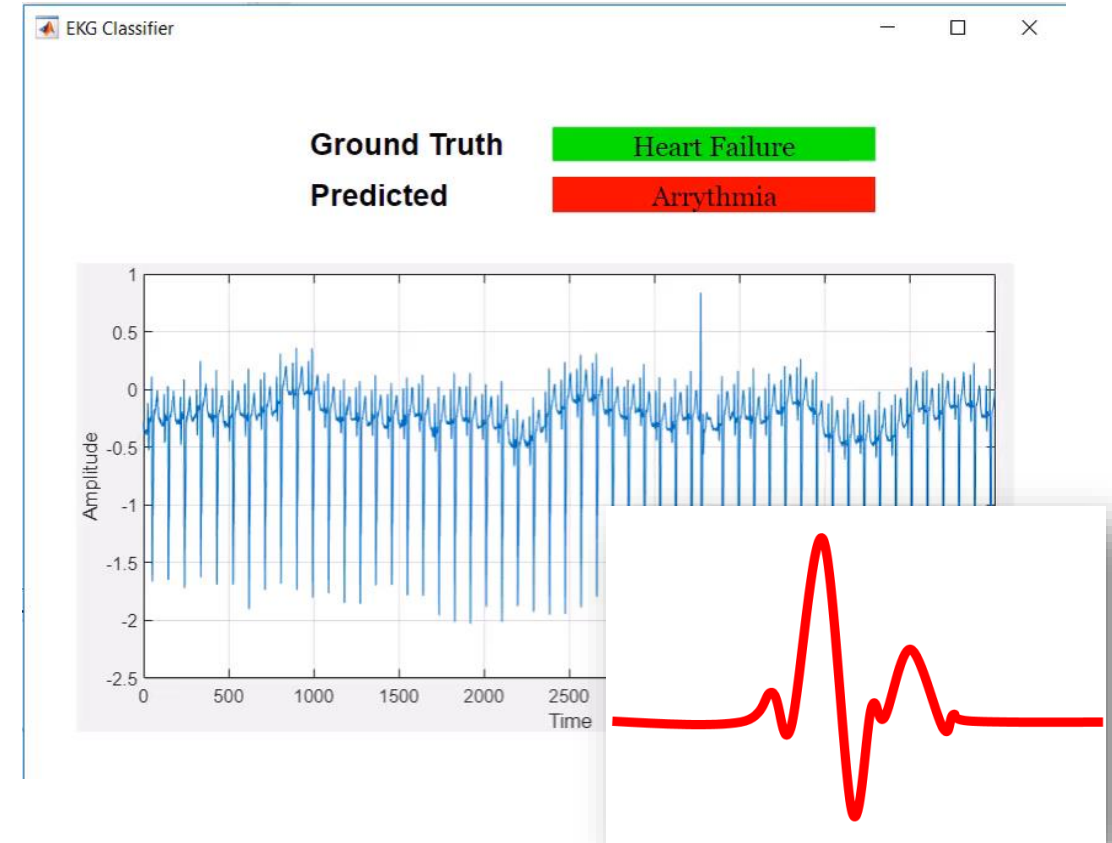 EKG Classifier
Ground Truth Heart Failure
Predicted Arrythmia
1
0.5
0
-0.5
-1
-1.5
-2
-2.5
Amplitude
0 500 1000 1500 2000 2500
Time